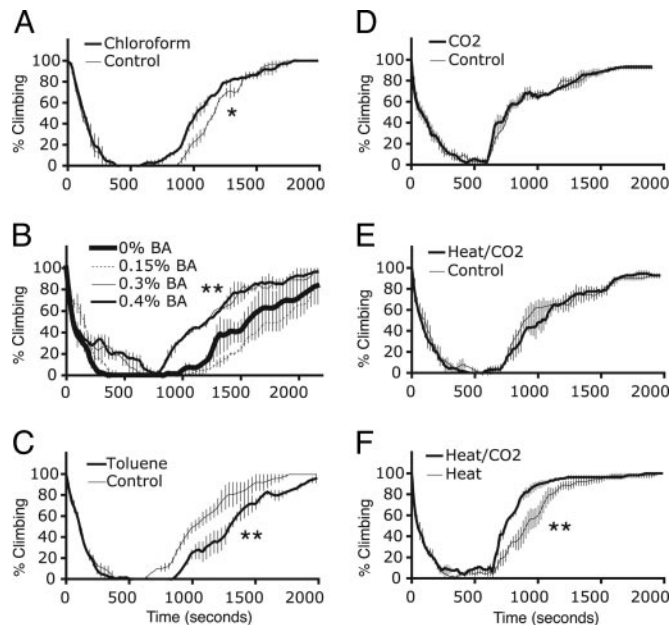 A
Chloroform
Control
% Climbing
100
80
60
40
20
0
*
0 500 1000 1500 2000
B
0% BA
0.15% BA
0.3% BA
0.4% BA
% Climbing
100
80
60
40
20
0
**
0 500 1000 1500 2000
C
Toluene
Control
% Climbing
100
80
60
40
20
0
**
0 500 1000 1500 2000
Time (seconds)
D
CO2
Control
% Climbing
100
80
60
40
20
0
0 500 1000 1500 2000
E
Heat/CO2
Control
% Climbing
100
80
60
40
20
0
0 500 1000 1500 2000
F
Heat/CO2
Heat
% Climbing
100
80
60
40
20
0
**
0 500 1000 1500 2000
Time (seconds)